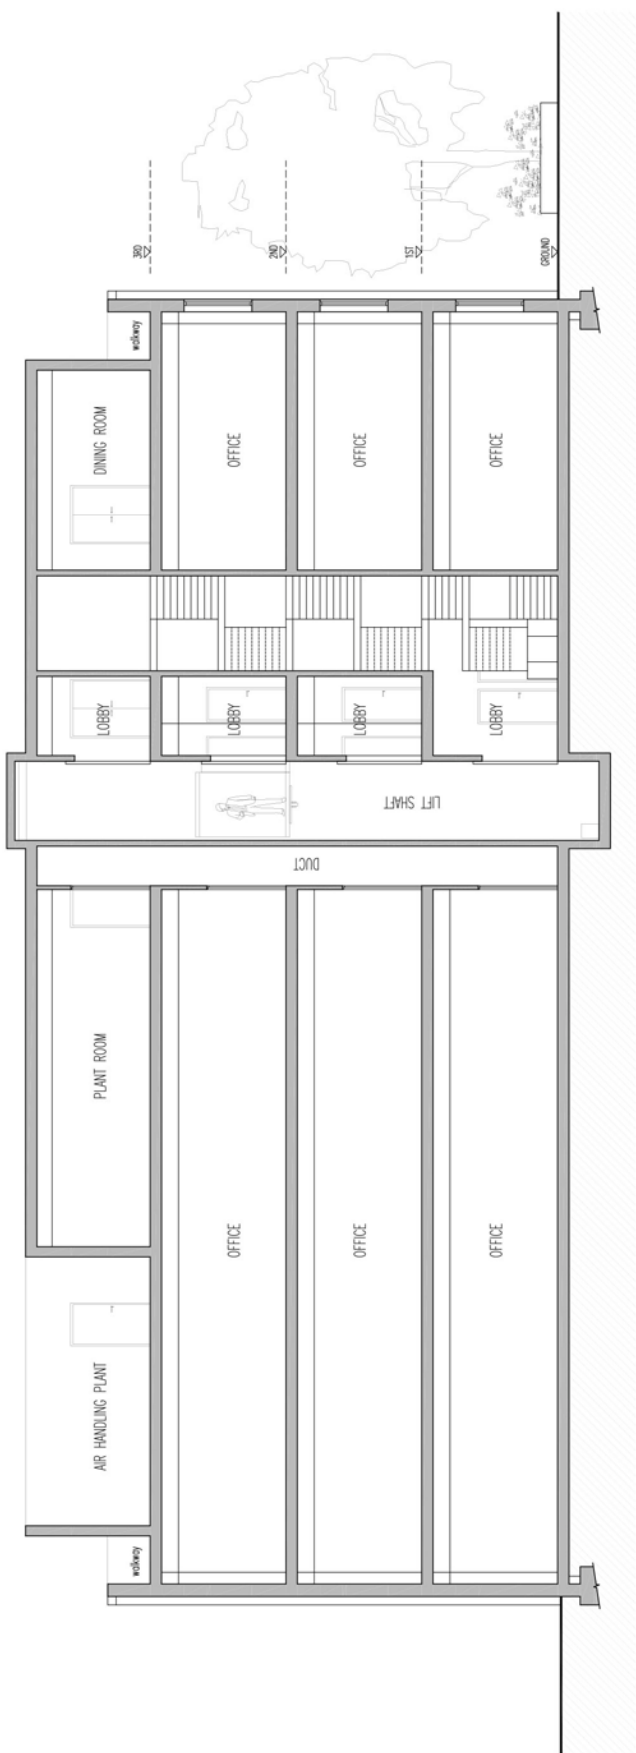 walkway
AIR HANDLING PLANT
PLANT ROOM
LOBBY
DINING ROOM
walkway
3RD
OFFICE
LOBBY
OFFICE
2ND
DUCT
OFFICE
LOBBY
OFFICE
1ST
LIFT SHAFT
OFFICE
LOBBY
OFFICE
GROUND